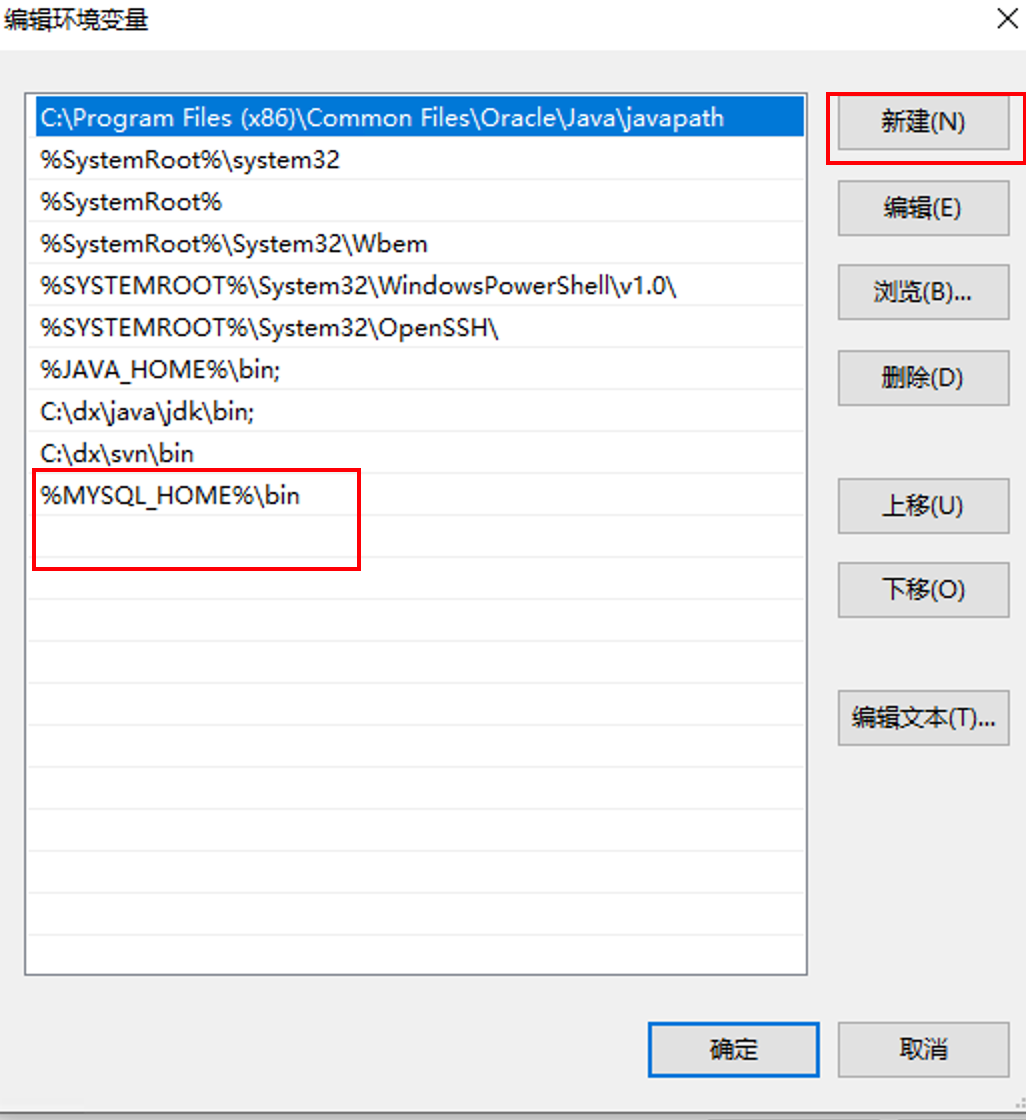 编辑环境变量
C:\Program Files (x86)\Common Files\Oracle\Java\javapath
%SystemRoot%\system32
%SystemRoot%
%SystemRoot%\System32\Wbem
%SYSTEMROOT%\System32\WindowsPowerShell\v1.0\
%SYSTEMROOT%\System32\OpenSSH\
%JAVA_HOME%\bin;
C:\dx\java\jdk\bin;
C:\dx\svn\bin
%MYSQL_HOME%\bin
新建(N)
编辑(E)
浏览(B)...
删除(D)
上移(U)
下移(O)
编辑文本(T)...
确定
取消